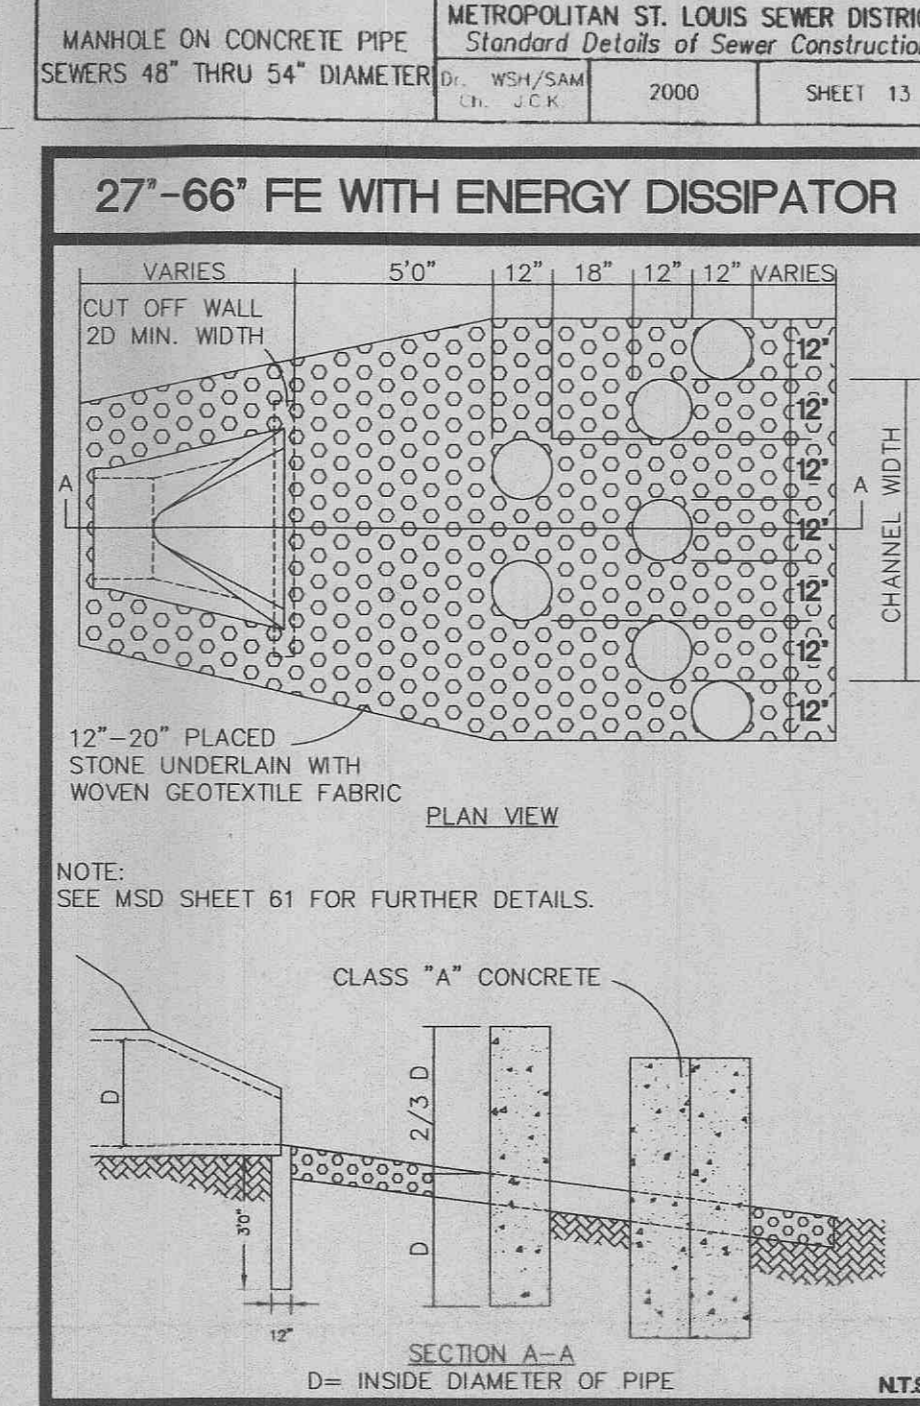 MANHOLE ON CONCRETE PIPE
SEWERS 48" THRU 54" DIAMETER
METROPOLITAN ST. LOUIS SEWER
Standard Details of Sewer
Dr. WSH/SAM
Ch. J.C.K.
2000
SHEET 13
27"-66" FE WITH ENERGY DISSIPATOR
VARIES
5'0"
12"
18"
12"
12"
VARIES
CUT OFF WALL
2D MIN. WIDTH
12"
12"
12"
12"
12"
12"
12"
A
A
CHANNEL WIDTH
12"-20" PLACED
STONE UNDERLAIN WITH
WOVEN GEOTEXTILE FABRIC
PLAN VIEW
NOTE:
SEE MSD SHEET 61 FOR FURTHER DETAILS.
CLASS "A" CONCRETE
D
2/3 D
D
3'0"
12"
SECTION A-A
D= INSIDE DIAMETER OF PIPE